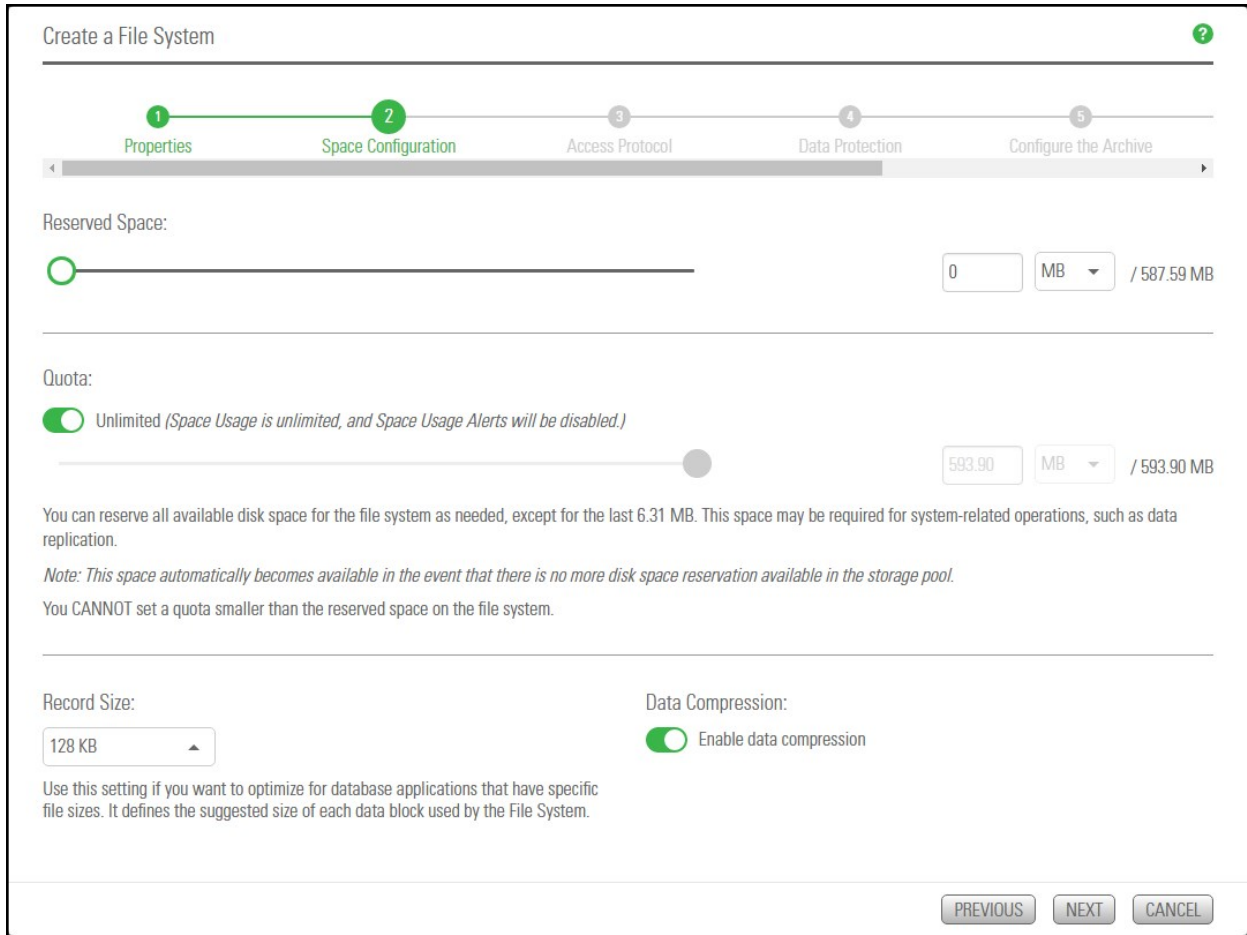 Create a File System
?
1 2 3 4 5
Properties Space Configuration Access Protocol Data Protection Configure the Archive
Reserved Space:
0 MB / 587.59 MB
Quota:
Unlimited (Space Usage is unlimited, and Space Usage Alerts will be disabled.)
593.90 MB / 593.90 MB
You can reserve all available disk space for the file system as needed, except for the last 6.31 MB. This space may be required for system-related operations, such as data
replication.
Note: This space automatically becomes available in the event that there is no more disk space reservation available in the storage pool.
You CANNOT set a quota smaller than the reserved space on the file system.
Record Size:
128 KB
Use this setting if you want to optimize for database applications that have specific
file sizes. It defines the suggested size of each data block used by the File System.
Data Compression:
Enable data compression
PREVIOUS NEXT CANCEL